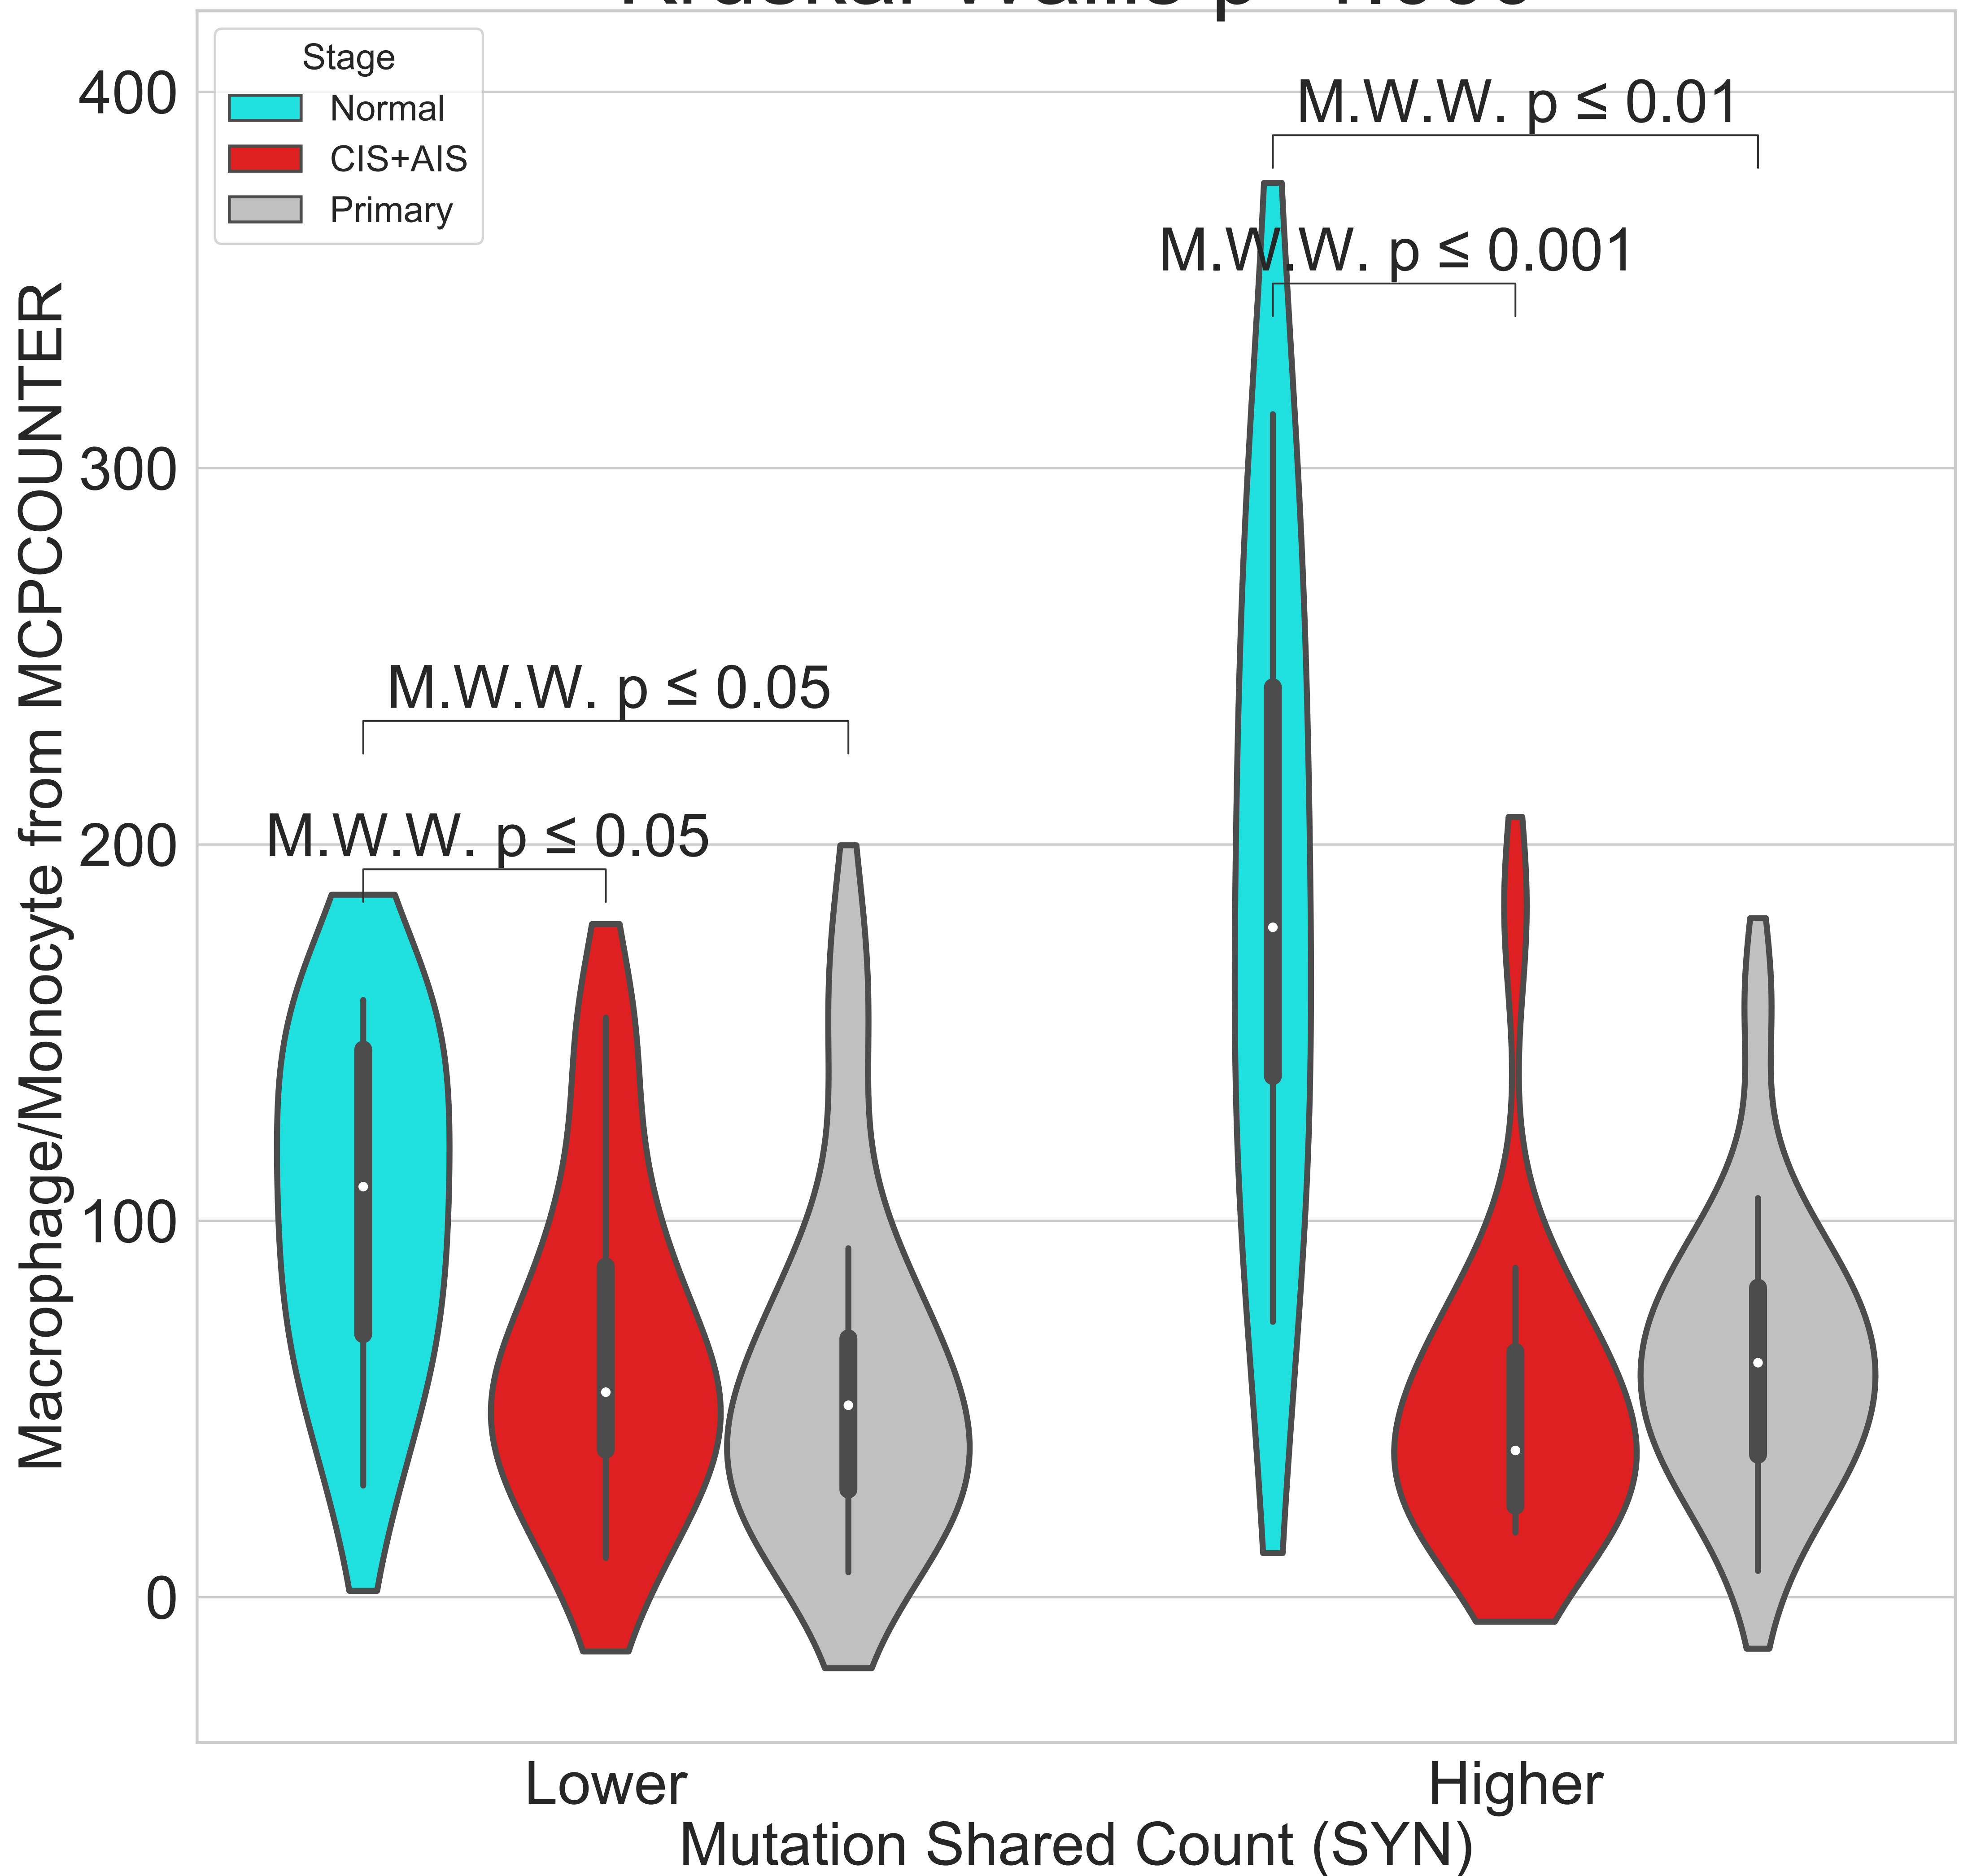 Stage
Normal
CIS+AIS
Primary
Macrophage/Monocyte from MCPCOUNTER
400
300
200
100
0
M.W.W. p ≤ 0.01
M.W.W. p ≤ 0.001
M.W.W. p ≤ 0.05
M.W.W. p ≤ 0.05
Lower
Higher
Mutation Shared Count (SYN)